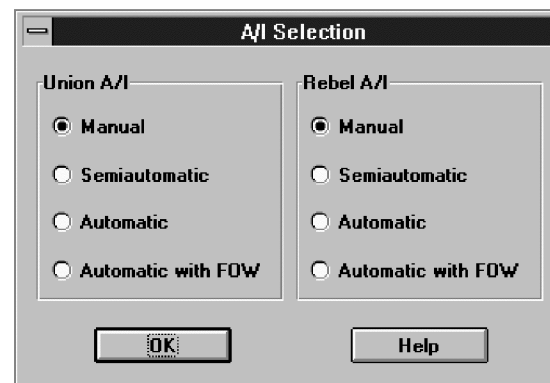 A/I Selection
Union A/I
Manual
Semiautomatic
Automatic
Automatic with FOW
Rebel A/I
Manual
Semiautomatic
Automatic
Automatic with FOW
OK
Help